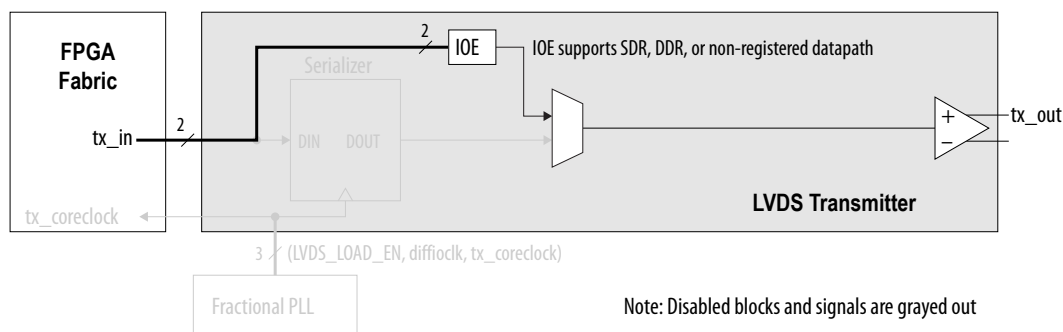 FPGA
Fabric
2
IOE
IOE supports SDR, DDR, or non-registered datapath
Serializer
tx_in
2
DIN DOUT
+
−
tx_out
LVDS Transmitter
tx_coreclock
3 (LVDS_LOAD_EN, diffioclk, tx_coreclock)
Fractional PLL
Note: Disabled blocks and signals are grayed out